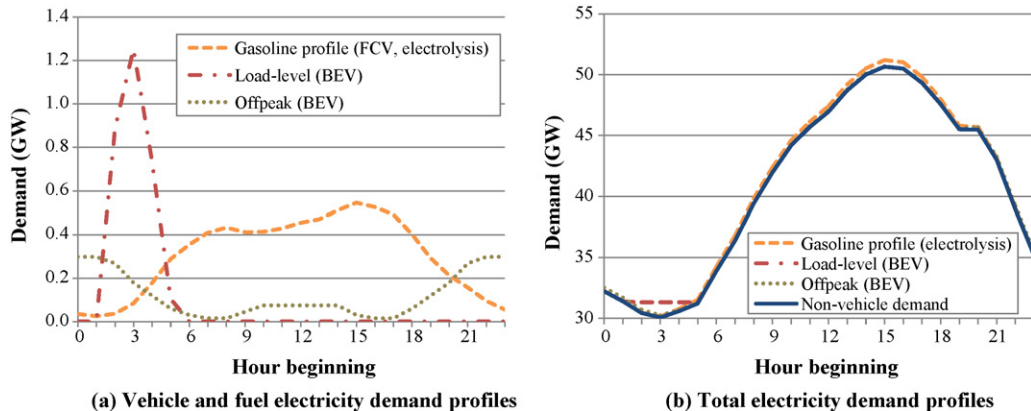 1.4
1.2
1.0
0.8
0.6
0.4
0.2
0.0
Demand (GW)
Gasoline profile (FCV, electrolysis)
Load-level (BEV)
Offpeak (BEV)
0 3 6 9 12 15 18 21
Hour beginning
(a) Vehicle and fuel electricity demand profiles
55
50
45
40
35
30
Demand (GW)
Gasoline profile (electrolysis)
Load-level (BEV)
Offpeak (BEV)
Non-vehicle demand
0 3 6 9 12 15 18 21
Hour beginning
(b) Total electricity demand profiles